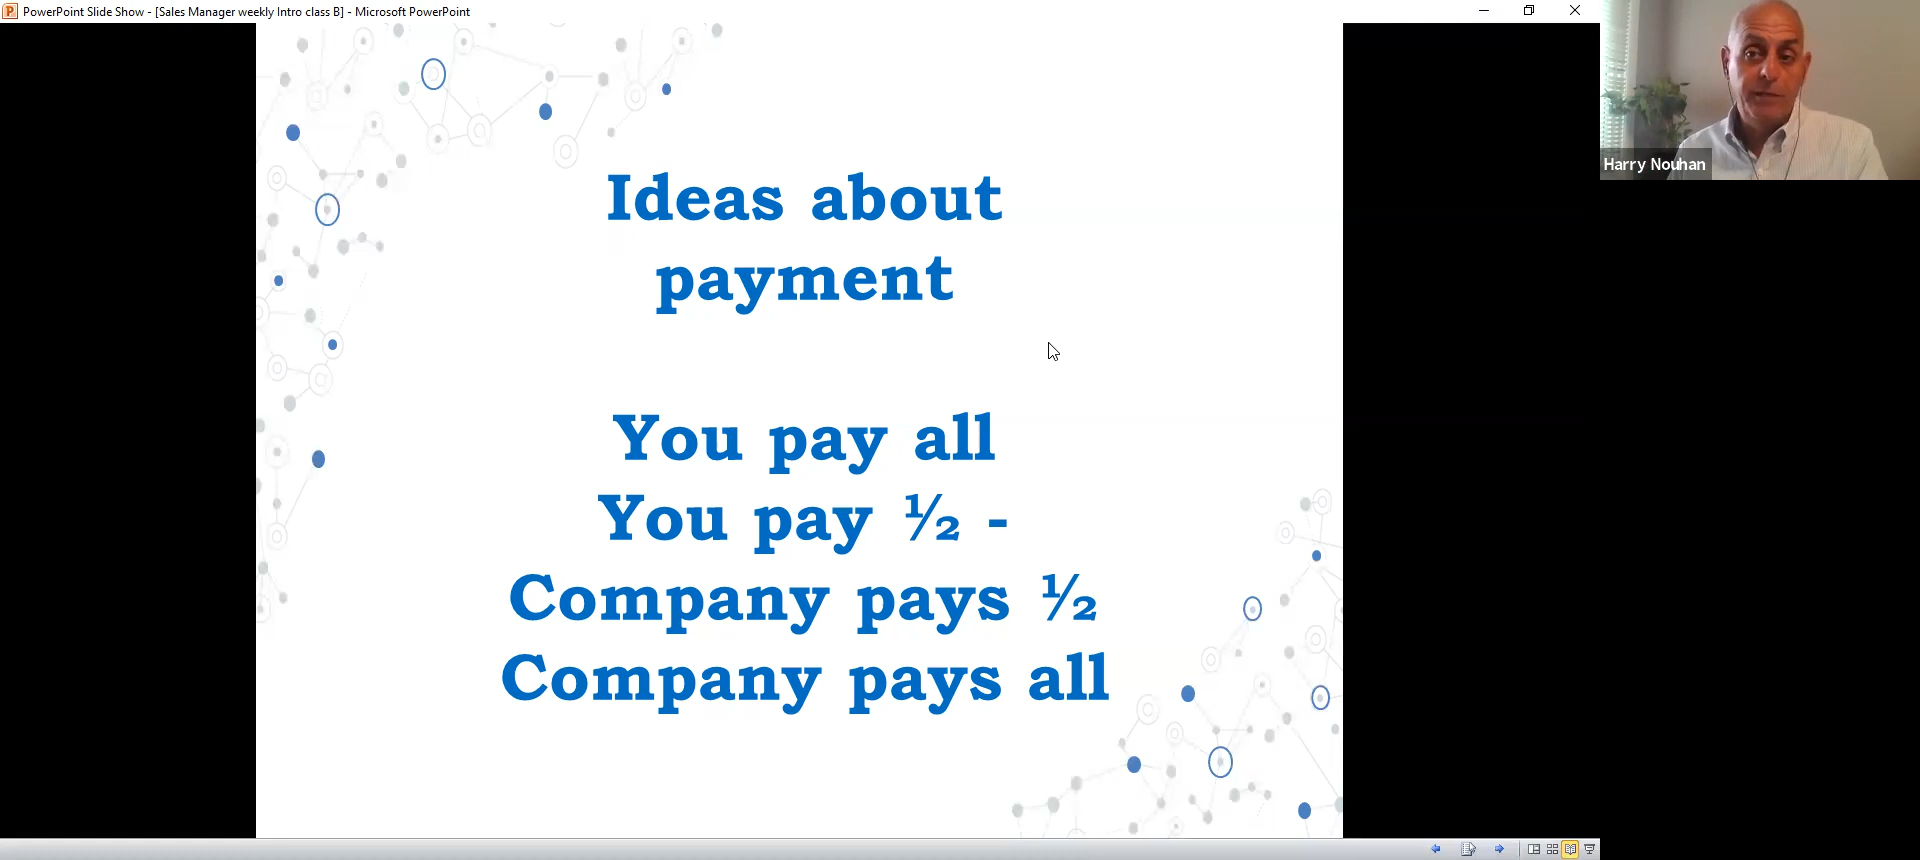 PowerPoint Slide Show - [Sales Manager weekly Intro class B] - Microsoft PowerPoint
Harry Nouhan
Ideas about
payment
You pay all
You pay ½ -
Company pays ½
Company pays all